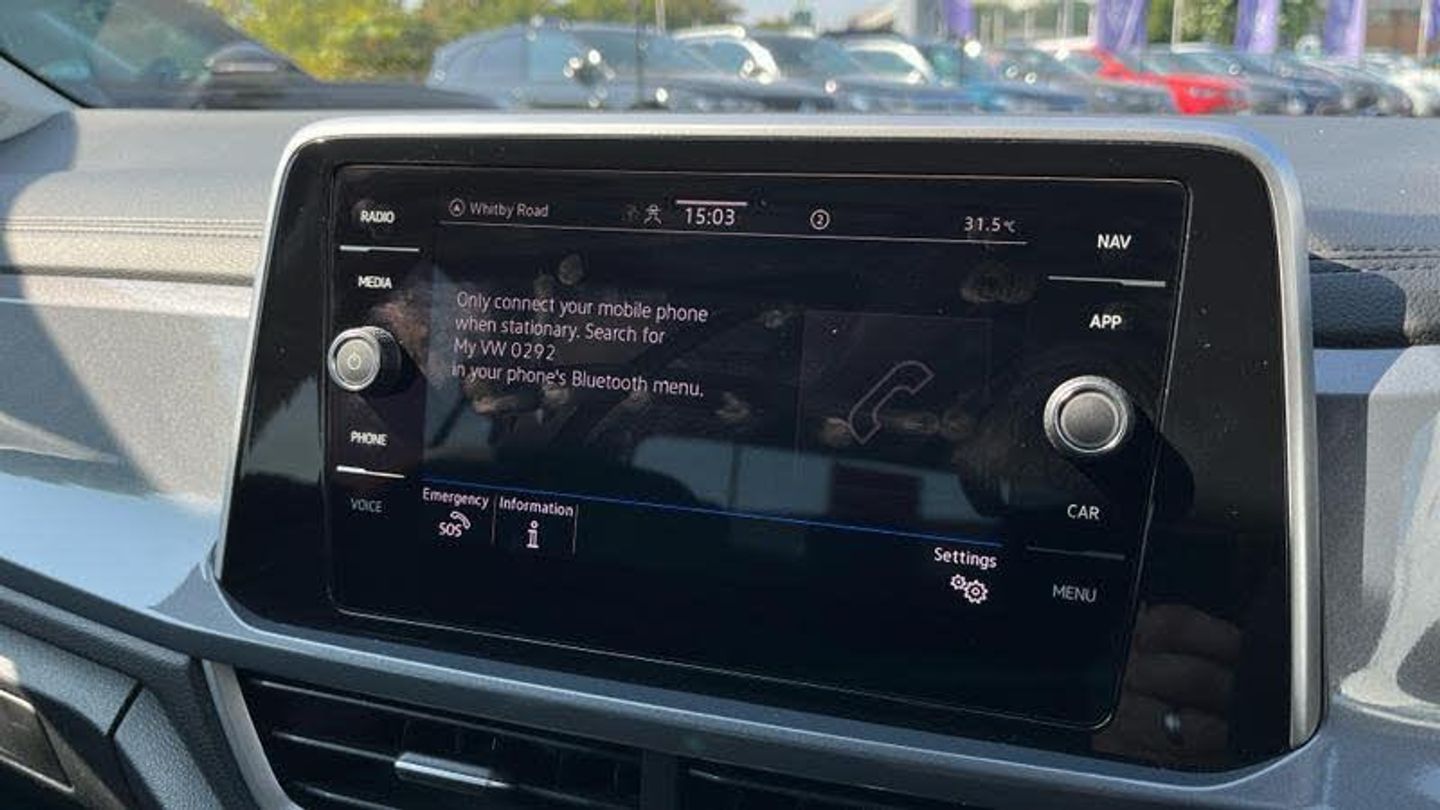 RADIO
MEDIA
PHONE
VOICE
Whitby Road
15:03
2
31.5°C
Only connect your mobile phone
when stationary. Search for
My VW 0292
in your phone's Bluetooth menu.
Emergency
SOS
Information
i
Settings
NAV
APP
CAR
MENU